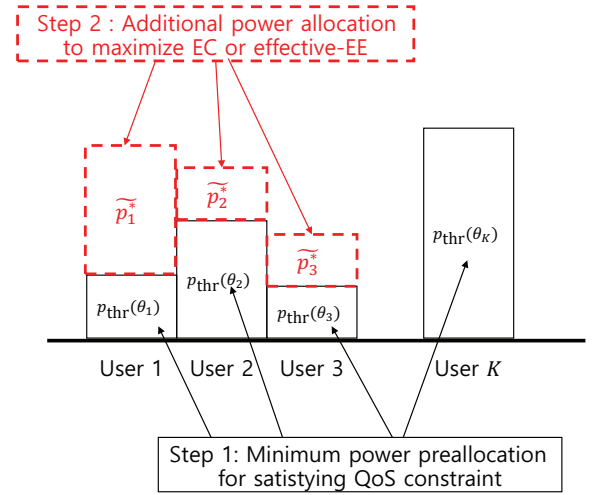 Step 2 : Additional power allocation
to maximize EC or effective-EE
p̃₁*
p̃₂*
p̃₃*
p_thr(θ₁)
p_thr(θ₂)
p_thr(θ₃)
p_thr(θ_K)
User 1
User 2
User 3
User K
Step 1: Minimum power preallocation
for satistying QoS constraint